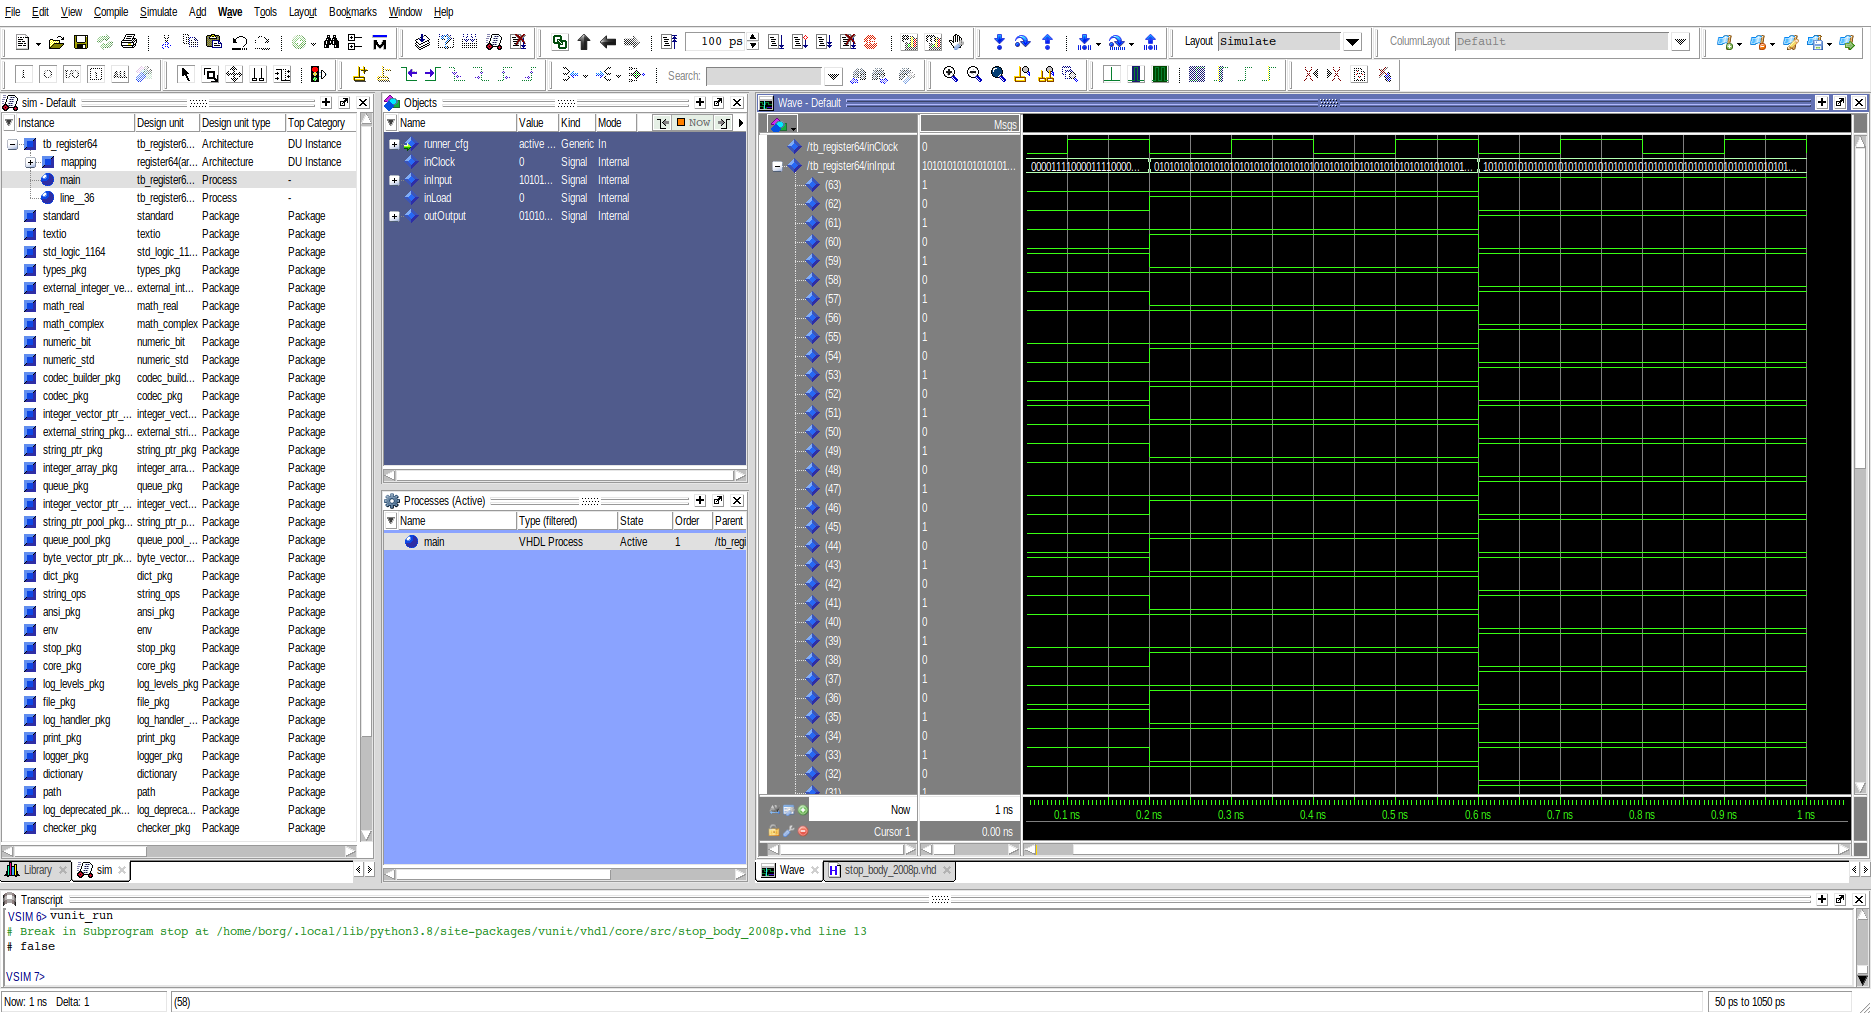 File Edit View Compile Simulate Add Wave Tools Layout Bookmarks Window Help
100 ps Layout Simulate ColumnLayout Default
Search:
sim - Default
Instance Design unit Design unit type Top Category
tb_register64 tb_register6... Architecture DU Instance
mapping register64(ar... Architecture DU Instance
main tb_register6... Process -
line__36 tb_register6... Process -
standard standard Package Package
textio textio Package Package
std_logic_1164 std_logic_11... Package Package
types_pkg types_pkg Package Package
external_integer_ve... external_int... Package Package
math_real math_real Package Package
math_complex math_complex Package Package
numeric_bit numeric_bit Package Package
numeric_std numeric_std Package Package
codec_builder_pkg codec_build... Package Package
codec_pkg codec_pkg Package Package
integer_vector_ptr_... integer_vect... Package Package
external_string_pkg... external_stri... Package Package
string_ptr_pkg string_ptr_pkg Package Package
integer_array_pkg integer_arra... Package Package
queue_pkg queue_pkg Package Package
integer_vector_ptr_... integer_vect... Package Package
string_ptr_pool_pkg... string_ptr_p... Package Package
queue_pool_pkg queue_pool_... Package Package
byte_vector_ptr_pk... byte_vector... Package Package
dict_pkg dict_pkg Package Package
string_ops string_ops Package Package
ansi_pkg ansi_pkg Package Package
env env Package Package
stop_pkg stop_pkg Package Package
core_pkg core_pkg Package Package
log_levels_pkg log_levels_pkg Package Package
file_pkg file_pkg Package Package
log_handler_pkg log_handler_... Package Package
print_pkg print_pkg Package Package
logger_pkg logger_pkg Package Package
dictionary dictionary Package Package
path path Package Package
log_deprecated_pk... log_depreca... Package Package
checker_pkg checker_pkg Package Package
Library sim
Objects
Name Value Kind Mode Now
runner_cfg active ... Generic In
inClock 0 Signal Internal
inInput 10101... Signal Internal
inLoad 0 Signal Internal
outOutput 01010... Signal Internal
Processes (Active)
Name Type (filtered) State Order Parent
main VHDL Process Active 1 /tb_regi
Wave - Default
Msgs
/tb_register64/inClock 0
/tb_register64/inInput 10101010101010101...
(63) 1
(62) 0
(61) 1
(60) 0
(59) 1
(58) 0
(57) 1
(56) 0
(55) 1
(54) 0
(53) 1
(52) 0
(51) 1
(50) 0
(49) 1
(48) 0
(47) 1
(46) 0
(45) 1
(44) 0
(43) 1
(42) 0
(41) 1
(40) 0
(39) 1
(38) 0
(37) 1
(36) 0
(35) 1
(34) 0
(33) 1
(32) 0
(31) 1
Now 1 ns
0.1 ns 0.2 ns 0.3 ns 0.4 ns 0.5 ns 0.6 ns 0.7 ns 0.8 ns 0.9 ns 1 ns
Cursor 1 0.00 ns
Wave stop_body_2008p.vhd
Transcript
VSIM 6> vunit_run
# Break in Subprogram stop at /home/borg/.local/lib/python3.8/site-packages/vunit/vhdl/core/src/stop_body_2008p.vhd line 13
# false
VSIM 7>
Now: 1 ns Delta: 1 (58) 50 ps to 1050 ps